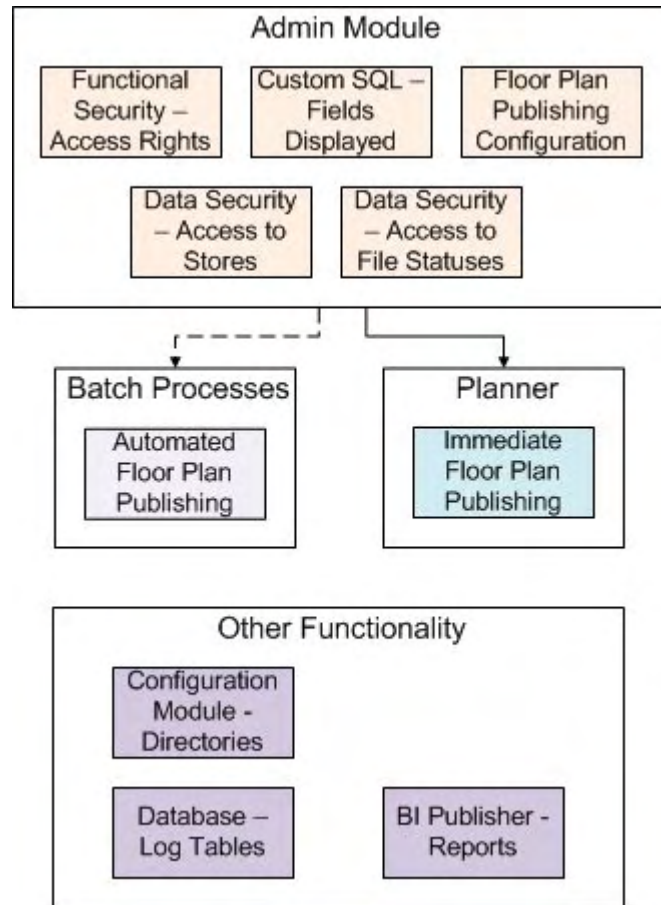 Admin Module
Functional
Security –
Access Rights
Custom SQL –
Fields
Displayed
Floor Plan
Publishing
Configuration
Data Security
– Access to
Stores
Data Security
– Access to
File Statuses
Batch Processes
Automated
Floor Plan
Publishing
Planner
Immediate
Floor Plan
Publishing
Other Functionality
Configuration
Module -
Directories
Database –
Log Tables
BI Publisher -
Reports